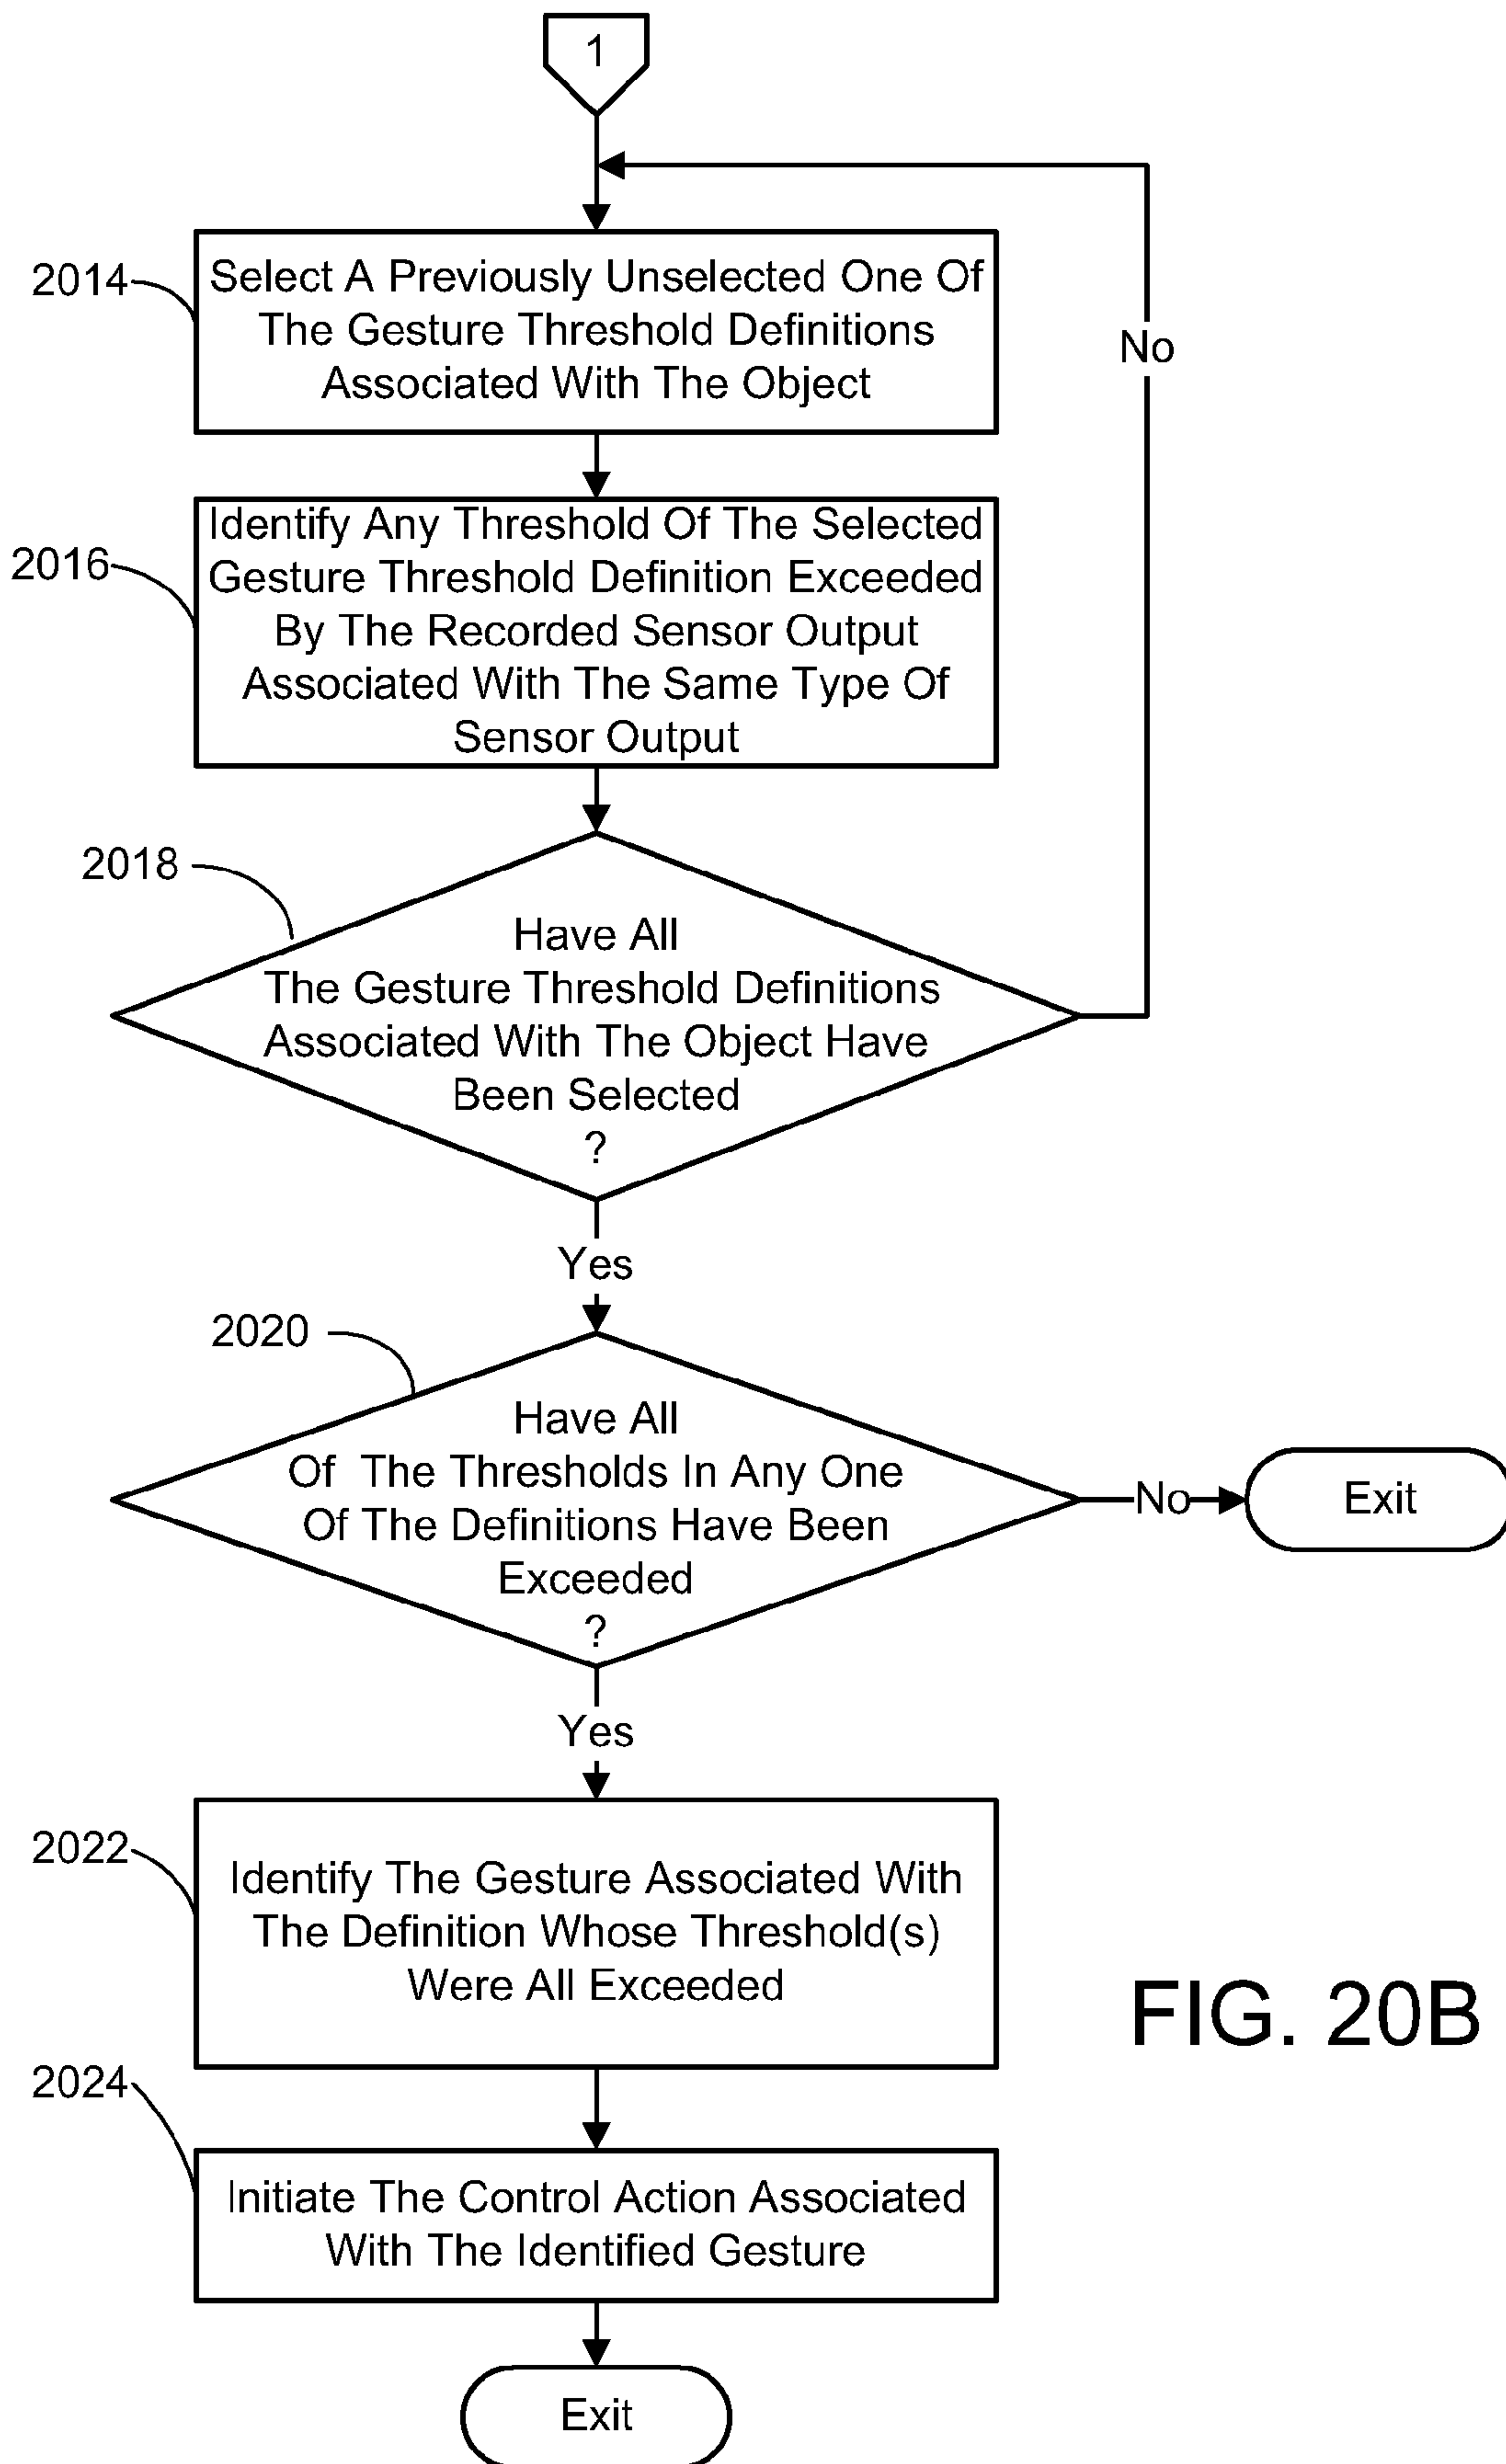 1
2014
Select A Previously Unselected One Of
The Gesture Threshold Definitions
Associated With The Object
No
2016
Identify Any Threshold Of The Selected
Gesture Threshold Definition Exceeded
By The Recorded Sensor Output
Associated With The Same Type Of
Sensor Output
2018
Have All
The Gesture Threshold Definitions
Associated With The Object Have
Been Selected
?
Yes
2020
Have All
Of The Thresholds In Any One
Of The Definitions Have Been
Exceeded
?
No
Exit
Yes
2022
Identify The Gesture Associated With
The Definition Whose Threshold(s)
Were All Exceeded
FIG. 20B
2024
Initiate The Control Action Associated
With The Identified Gesture
Exit